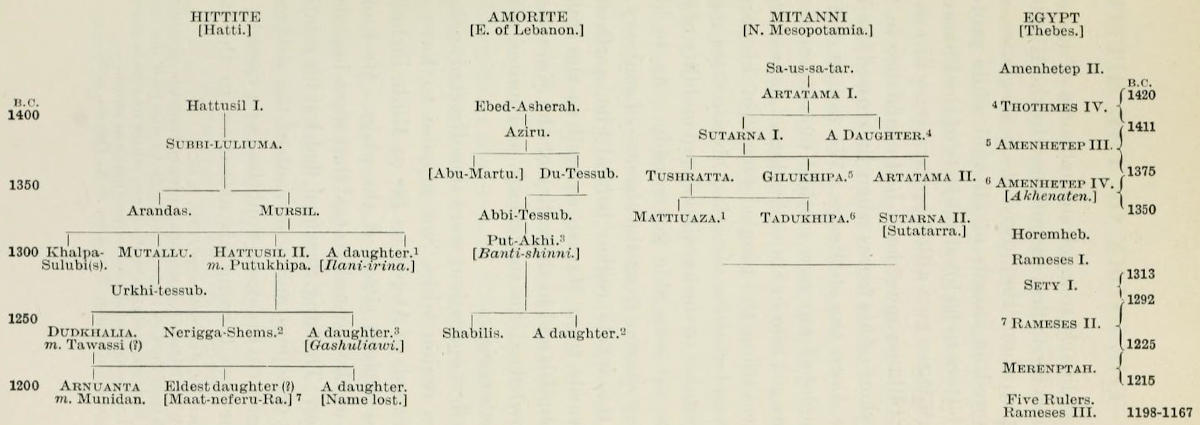 HITTITE
[Hatti.]
B.C.
1400
Hattusil I.
SUBBI-LULIUMA.
1350
Arandas. MURSIL.
1300 Khalpa- MUTALLU. HATTUSIL II. A daughter.¹
Sulubi(s). m. Putukhipa. [Ilani-irina.]
Urkhi-tessub.
1250
DUDKHALIA. Nerigga-Shems.² A daughter.³
m. Tawassi (?) [Gashuliawi.]
1200 ARNUANTA Eldest daughter (?) A daughter.
m. Munidan. [Maat-neferu-Ra.] ⁷ [Name lost.]
AMORITE
[E. of Lebanon.]
Ebed-Asherah.
Aziru.
[Abu-Martu.] Du-Tessub.
Abbi-Tessub.
Put-Akhi.³
[Banti-shinni.]
Shabilis. A daughter.²
MITANNI
[N. Mesopotamia.]
Sa-us-sa-tar.
ARTATAMA I.
SUTARNA I. A DAUGHTER.⁴
TUSHRATTA. GILUKHIPA.⁵ ARTATAMA II.
MATTIUAZA.¹ TADUKHIPA.⁶ SUTARNA II.
[Sutatarra.]
EGYPT
[Thebes.]
Amenhetep II.
B.C.
1420
⁴ THOTHMES IV.
1411
⁵ AMENHETEP III.
1375
⁶ AMENHETEP IV.
[Akhenaten.]
1350
Horemheb.
Rameses I.
1313
SETY I.
1292
⁷ RAMESES II.
1225
MERENPTAH.
1215
Five Rulers.
Rameses III. 1198-1167